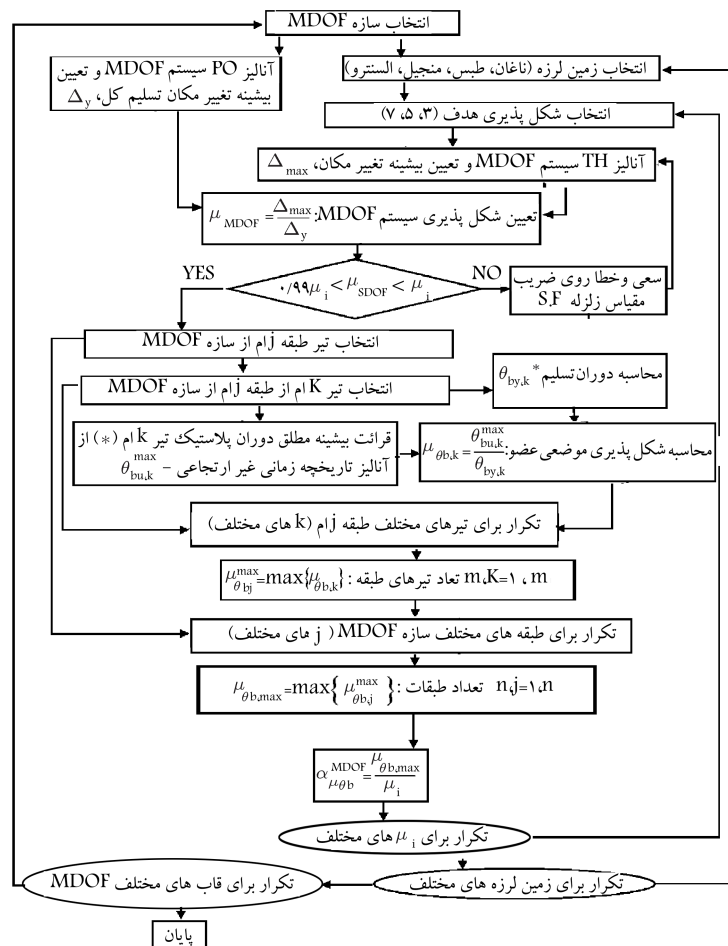 انتخاب سازه MDOF
آنالیز PO سیستم MDOF و تعیین
بیشینه تغییر مکان تسلیم کل، Δy
انتخاب زمین لرزه (ناغان، طبس، منجیل، السنترو)
انتخاب شکل پذیری هدف (۳، ۵، ۷)
آنالیز TH سیستم MDOF و تعیین بیشینه تغییر مکان، Δmax
تعیین شکل پذیری سیستم MDOF: μMDOF = Δmax/Δy
YES
۰/۹۹μi < μSDOF < μi
NO
سعی وخطا روی ضریب
مقیاس زلزله S.F
انتخاب تیر طبقه jام از سازه MDOF
انتخاب تیر Kام از طبقه jام از سازه MDOF
محاسبه دوران تسلیم* θby,k
قرائت بیشینه مطلق دوران پلاستیک تیر kام (*) از
آنالیز تاریخچه زمانی غیر ارتجاعی - θbu,k max
محاسبه شکل پذیری موضعی عضو: μθb,k = θbu,k max/θby,k
تکرار برای تیرهای مختلف طبقه jام (kهای مختلف)
m،K=۱ ، m تعاد تیرهای طبقه : μθbj max = max{μθb,k}
تکرار برای طبقه های مختلف سازه MDOF ( jهای مختلف)
n،j=۱،n تعداد طبقات : μθb,max = max{ μθb,j max }
αμθb MDOF = μθb,max/μi
تکرار برای μi های مختلف
تکرار برای زمین لرزه های مختلف
تکرار برای قاب های مختلف MDOF
پایان